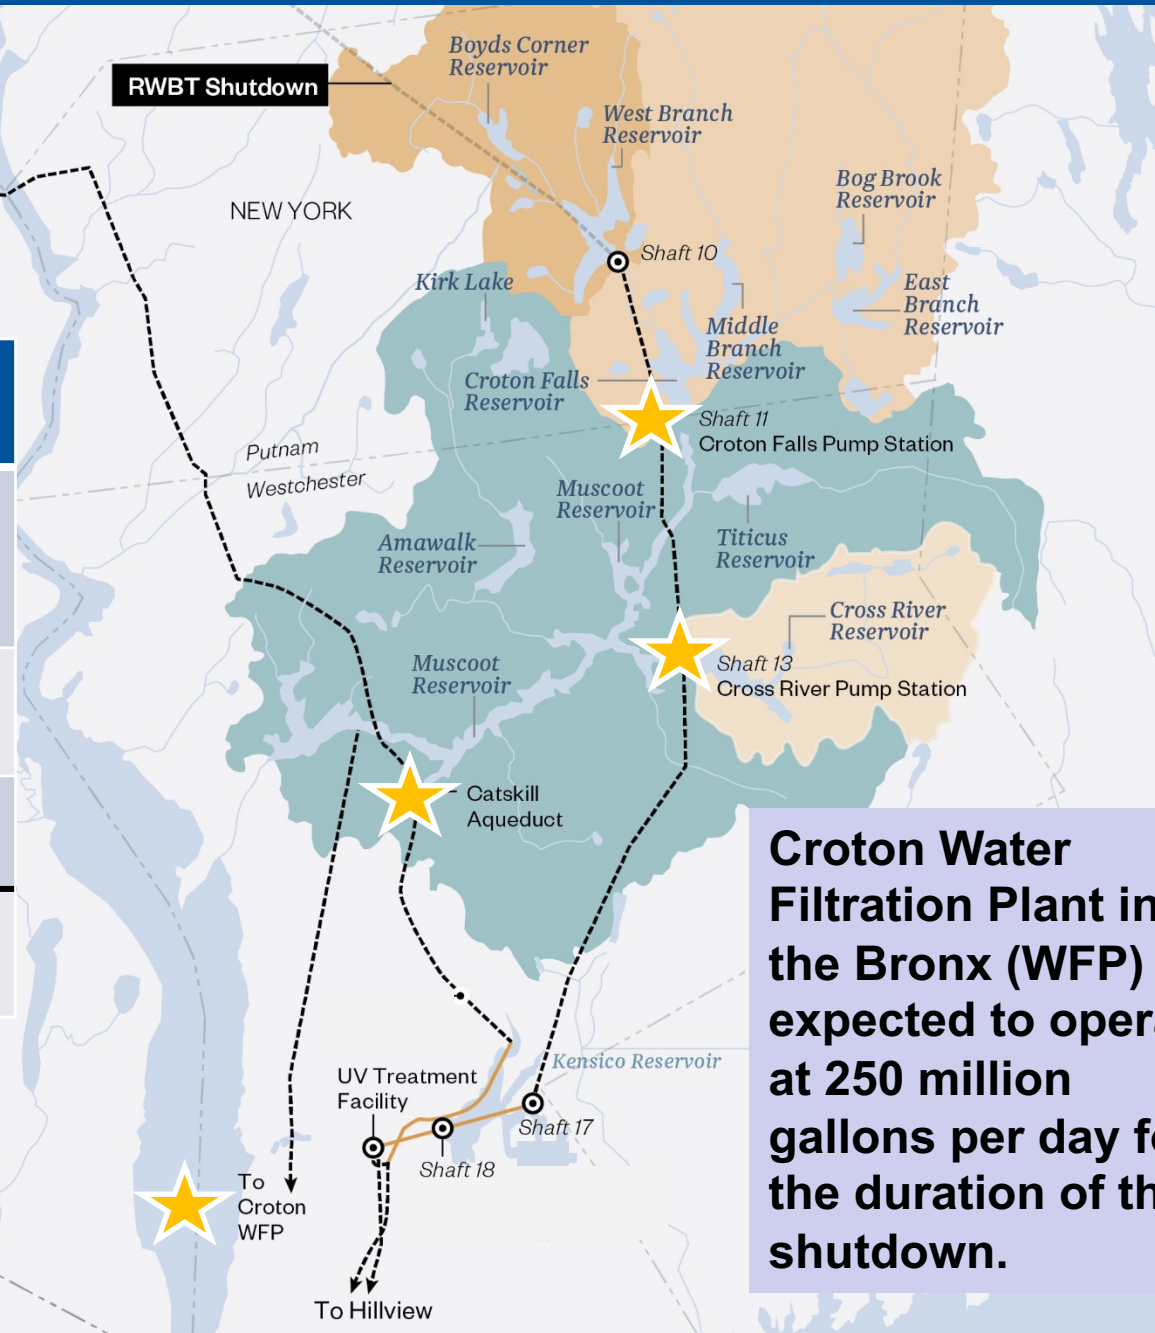 Boyds Corner
Reservoir
RWBT Shutdown
West Branch
Reservoir
Bog Brook
Reservoir
NEW YORK
Shaft 10
Kirk Lake
East
Branch
Reservoir
Middle
Branch
Reservoir
Croton Falls
Reservoir
Shaft 11
Croton Falls Pump Station
Putnam
Westchester
Muscoot
Reservoir
Titicus
Reservoir
Amawalk
Reservoir
Cross River
Reservoir
Muscoot
Reservoir
Shaft 13
Cross River Pump Station
Catskill
Aqueduct
Croton Water
Filtration Plant in
the Bronx (WFP)
expected to opera
at 250 million
gallons per day fo
the duration of th
shutdown.
Kensico Reservoir
UV Treatment
Facility
Shaft 17
Shaft 18
To
Croton
WFP
To Hillview